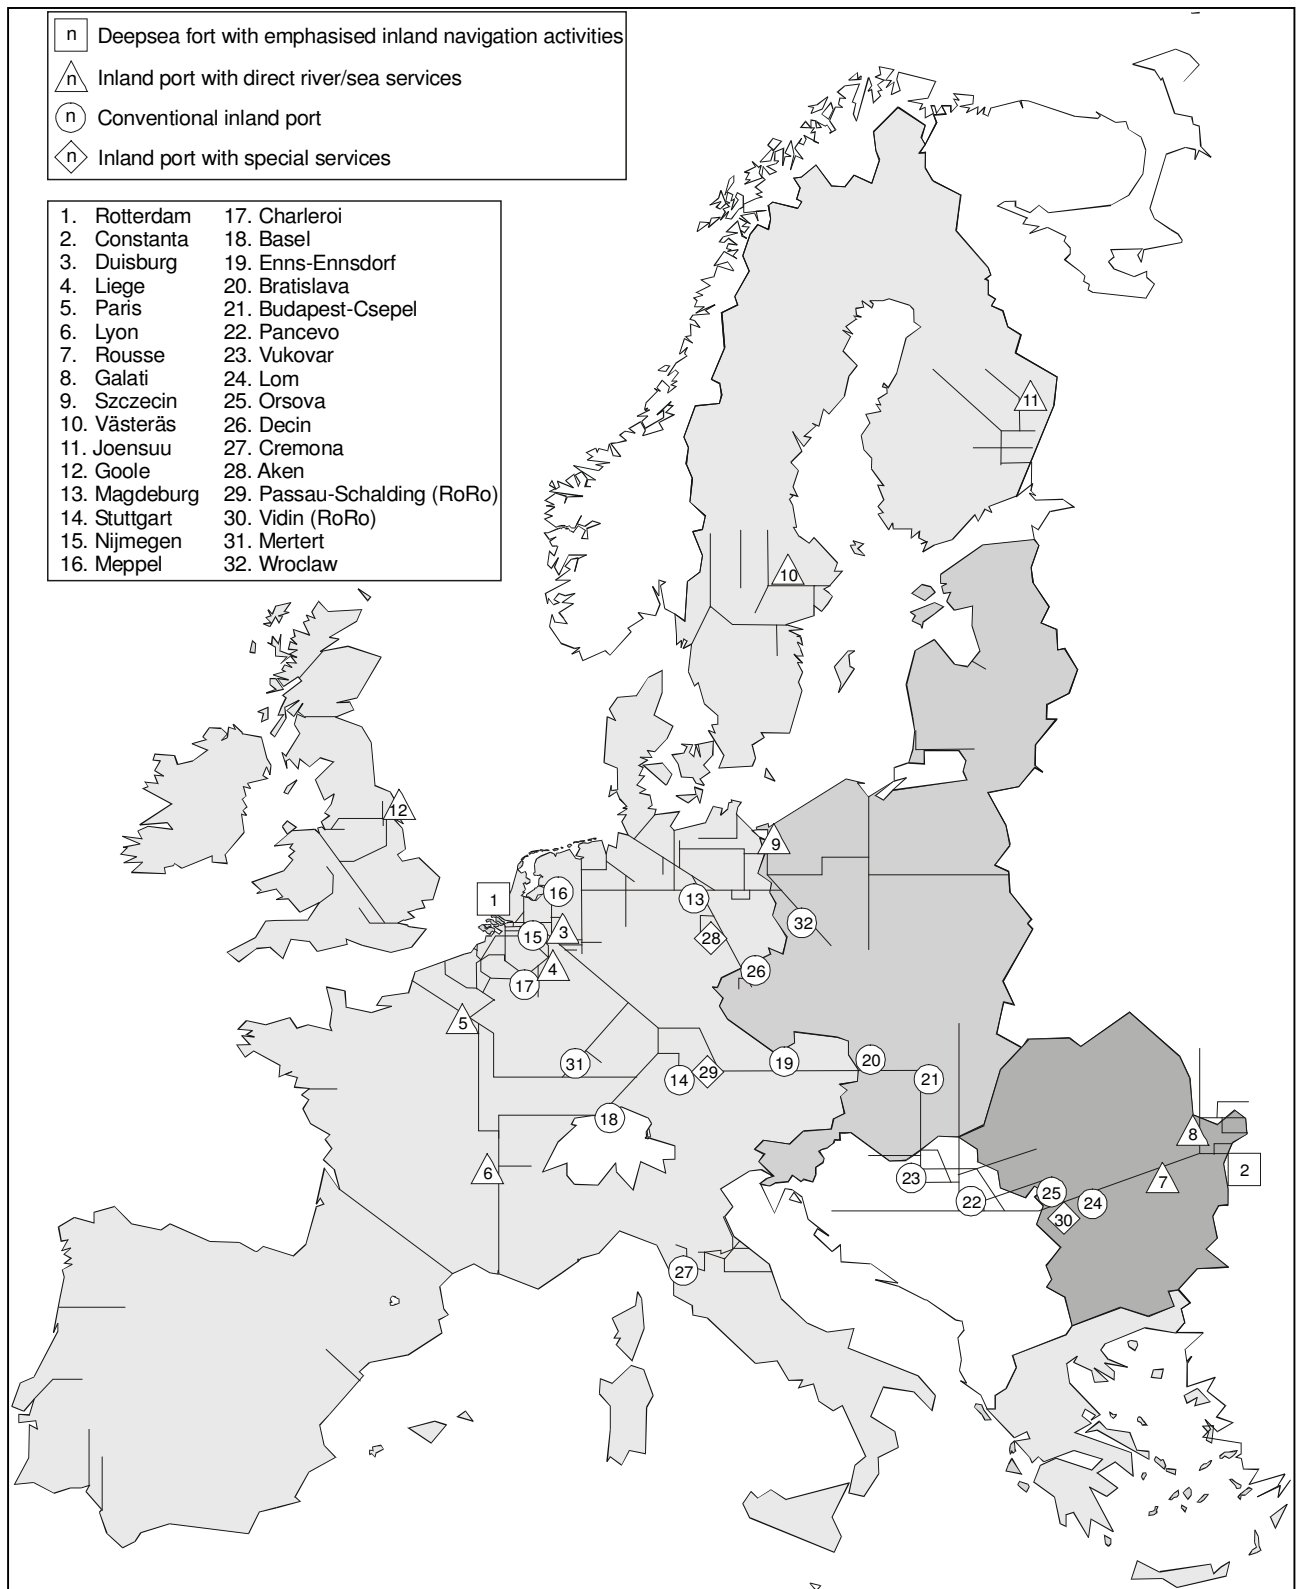 n Deepsea fort with emphasised inland navigation activities
n Inland port with direct river/sea services
n Conventional inland port
n Inland port with special services
1. Rotterdam
2. Constanta
3. Duisburg
4. Liege
5. Paris
6. Lyon
7. Rousse
8. Galati
9. Szczecin
10. Västeräs
11. Joensuu
12. Goole
13. Magdeburg
14. Stuttgart
15. Nijmegen
16. Meppel
17. Charleroi
18. Basel
19. Enns-Ennsdorf
20. Bratislava
21. Budapest-Csepel
22. Pancevo
23. Vukovar
24. Lom
25. Orsova
26. Decin
27. Cremona
28. Aken
29. Passau-Schalding (RoRo)
30. Vidin (RoRo)
31. Mertert
32. Wroclaw
11
10
12
9
16
1
13
32
15
3
28
4
26
17
5
31
19
20
14
29
21
18
8
6
2
23
7
25
22
24
30
27